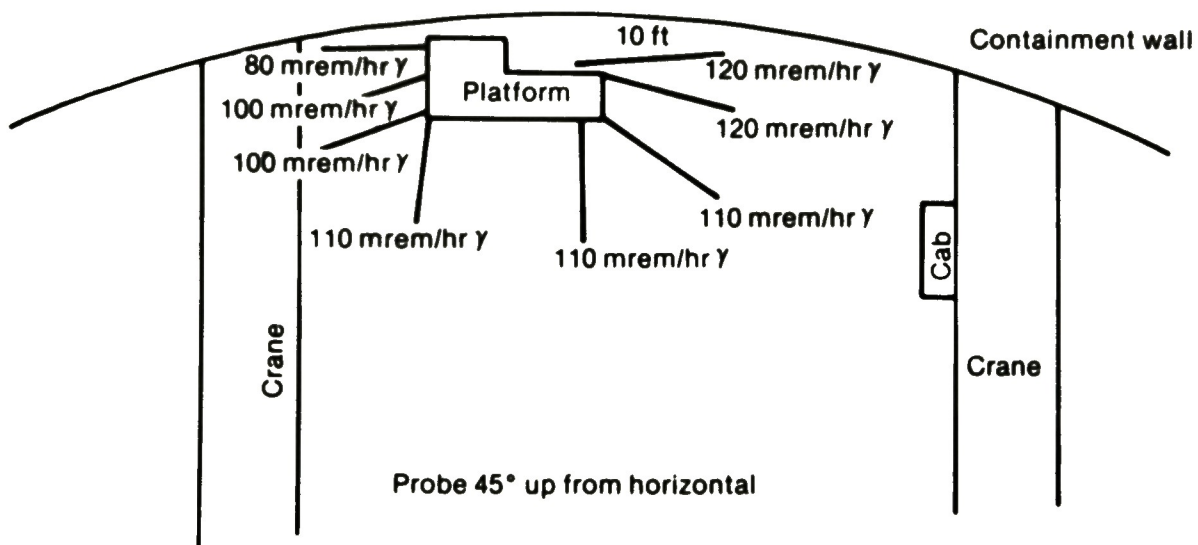 10 ft
Containment wall
80 mrem/hr γ
120 mrem/hr γ
Platform
100 mrem/hr γ
120 mrem/hr γ
100 mrem/hr γ
110 mrem/hr γ
110 mrem/hr γ
110 mrem/hr γ
Cab
Crane
Crane
Probe 45° up from horizontal